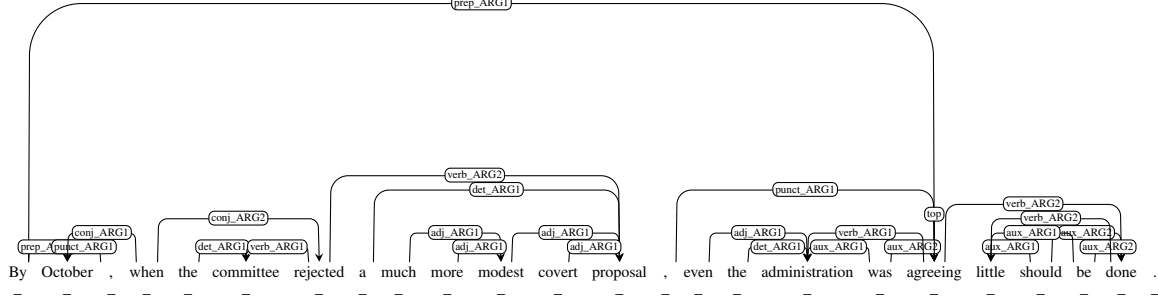 prep_ARG1
verb_ARG2
det_ARG1
punct_ARG1
verb_ARG2
top
conj_ARG2
verb_ARG2
conj_ARG1
adj_ARG1
adj_ARG1
adj_ARG1
verb_ARG1
aux_ARG1
aux_ARG2
punct_ARG1
det_ARG1
verb_ARG1
adj_ARG1
adj_ARG1
det_ARG1
aux_ARG1
aux_ARG2
aux_ARG1
aux_ARG2
By October , when the committee rejected a much more modest covert proposal , even the administration was agreeing little should be done .